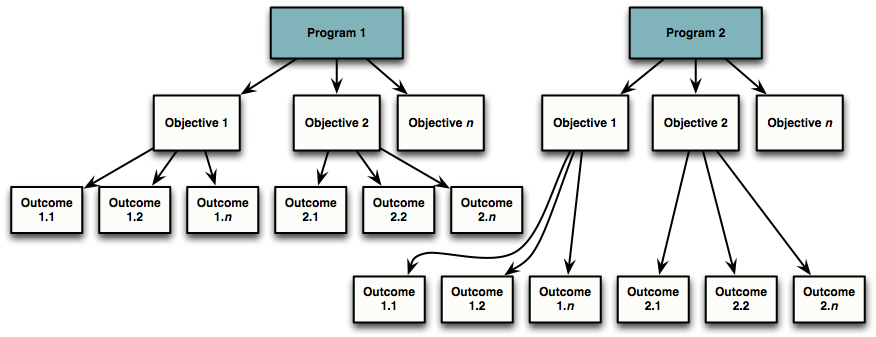 Program 1
Program 2
Objective 1
Objective 2
Objective n
Objective 1
Objective 2
Objective n
Outcome
1.1
Outcome
1.2
Outcome
1.n
Outcome
2.1
Outcome
2.2
Outcome
2.n
Outcome
1.1
Outcome
1.2
Outcome
1.n
Outcome
2.1
Outcome
2.2
Outcome
2.n